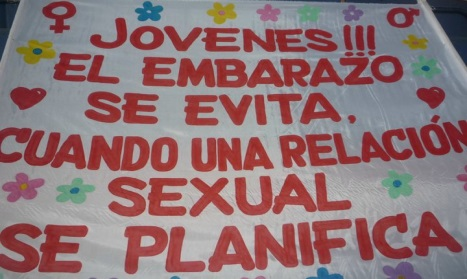 JOVENES!!!
EL EMBARAZO
SE EVITA,
CUANDO UNA RELACIÓN
SEXUAL
SE PLANIFICA